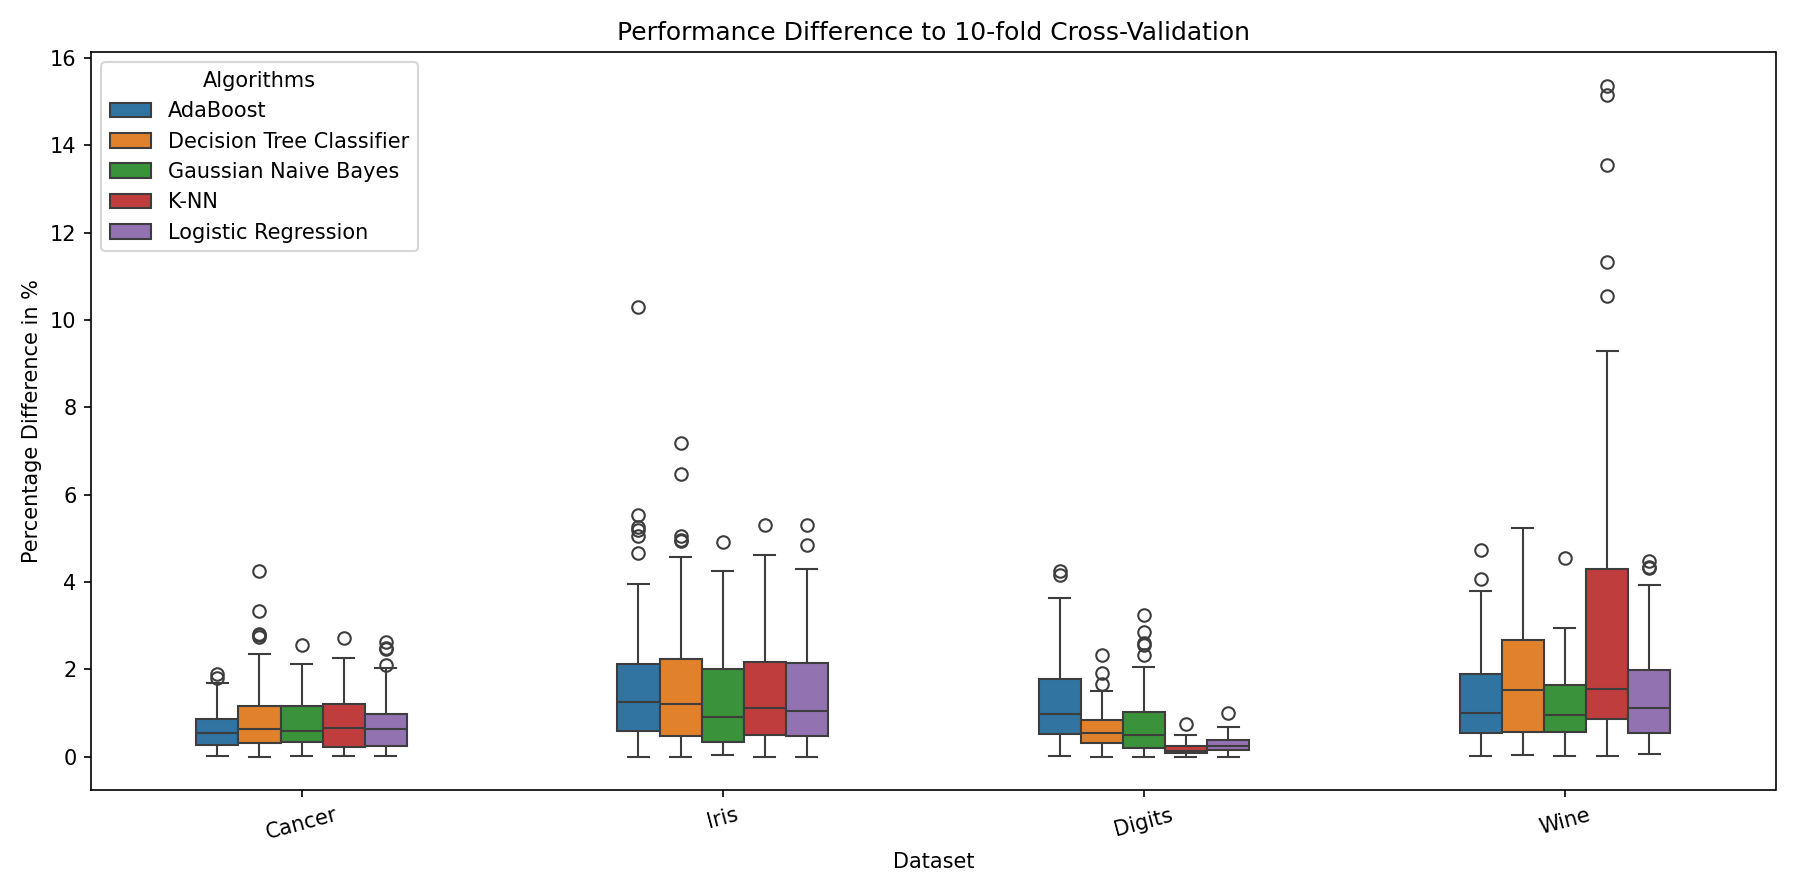 Performance Difference to 10-fold Cross-Validation
16
14
12
10
8
6
4
2
0
Percentage Difference in %
Algorithms
AdaBoost
Decision Tree Classifier
Gaussian Naive Bayes
K-NN
Logistic Regression
Cancer
Iris
Digits
Wine
Dataset